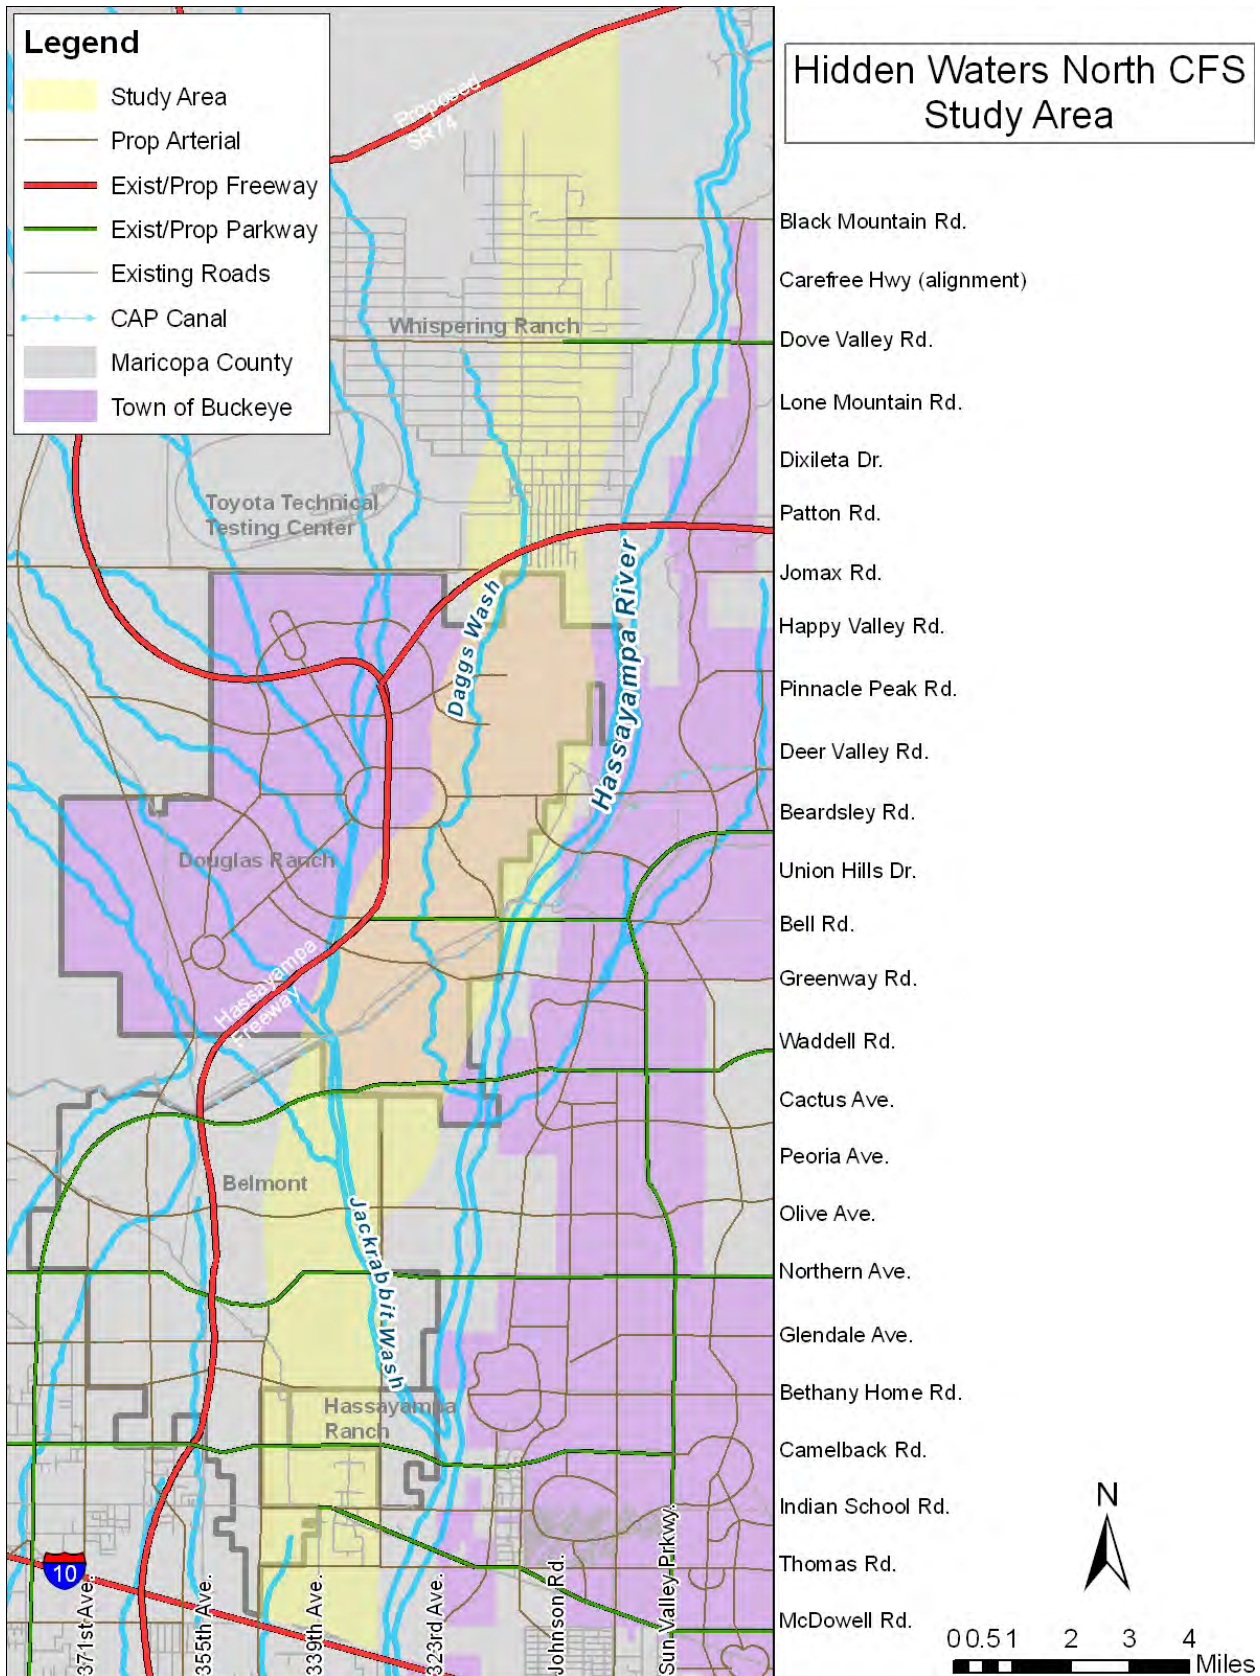 Legend
Study Area
Prop Arterial
Exist/Prop Freeway
Exist/Prop Parkway
Existing Roads
CAP Canal
Maricopa County
Town of Buckeye
Hidden Waters North CFS
Study Area
Proposed
SR74
Black Mountain Rd.
Carefree Hwy (alignment)
Whispering Ranch
Dove Valley Rd.
Lone Mountain Rd.
Dixileta Dr.
Toyota Technical
Testing Center
Patton Rd.
Jomax Rd.
Happy Valley Rd.
Daggs Wash
Hassayampa River
Pinnacle Peak Rd.
Deer Valley Rd.
Beardsley Rd.
Douglas Ranch
Union Hills Dr.
Bell Rd.
Hassayampa
Freeway
Greenway Rd.
Waddell Rd.
Cactus Ave.
Peoria Ave.
Belmont
Olive Ave.
Jackrabbit Wash
Northern Ave.
Glendale Ave.
Bethany Home Rd.
Hassayampa
Ranch
Camelback Rd.
Indian School Rd.
Thomas Rd.
McDowell Rd.
10
371st Ave.
355th Ave.
339th Ave.
323rd Ave.
Johnson Rd.
Sun Valley Prkwy.
N
0 0.5 1 2 3 4
Miles